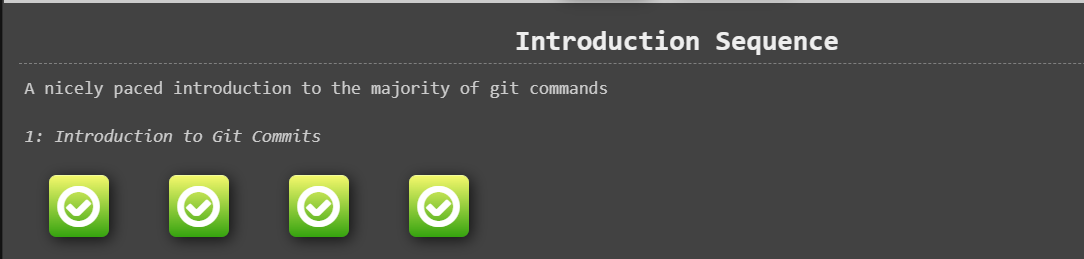 Introduction Sequence
A nicely paced introduction to the majority of git commands
1: Introduction to Git Commits